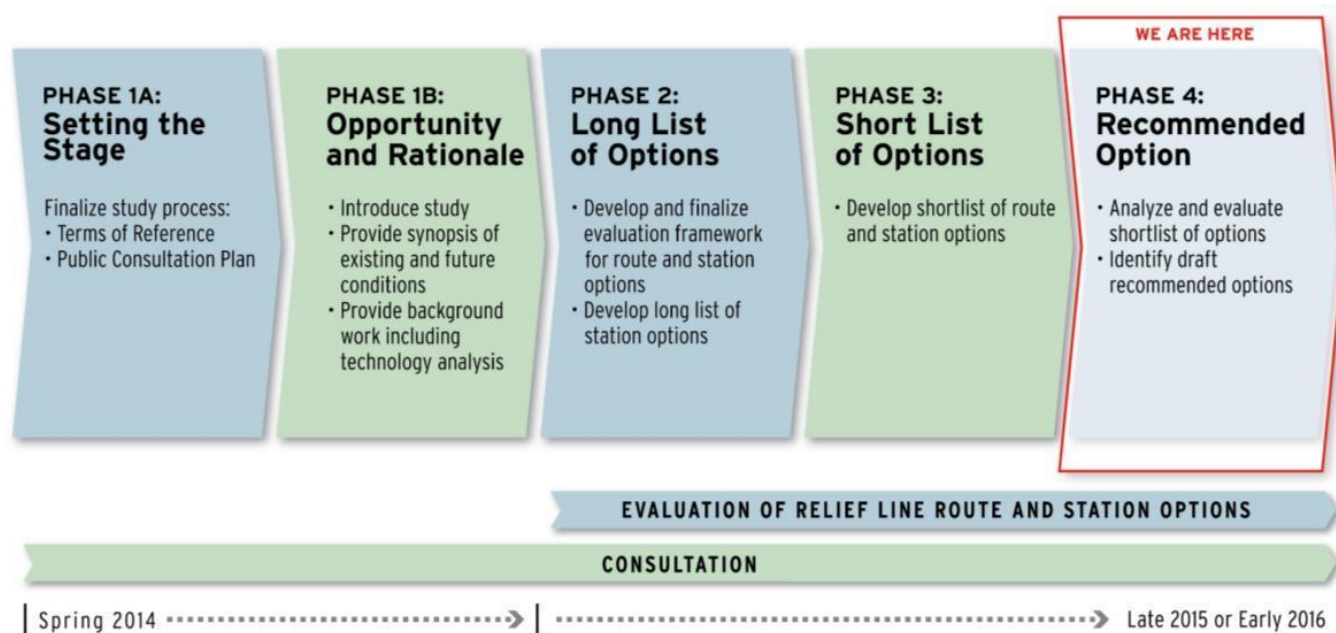 WE ARE HERE
PHASE 1A:
Setting the
Stage
Finalize study process:
• Terms of Reference
• Public Consultation Plan
PHASE 1B:
Opportunity
and Rationale
• Introduce study
• Provide synopsis of
existing and future
conditions
• Provide background
work including
technology analysis
PHASE 2:
Long List
of Options
• Develop and finalize
evaluation framework
for route and station
options
• Develop long list of
station options
PHASE 3:
Short List
of Options
• Develop shortlist of route
and station options
PHASE 4:
Recommended
Option
• Analyze and evaluate
shortlist of options
• Identify draft
recommended options
EVALUATION OF RELIEF LINE ROUTE AND STATION OPTIONS
CONSULTATION
Spring 2014
Late 2015 or Early 2016